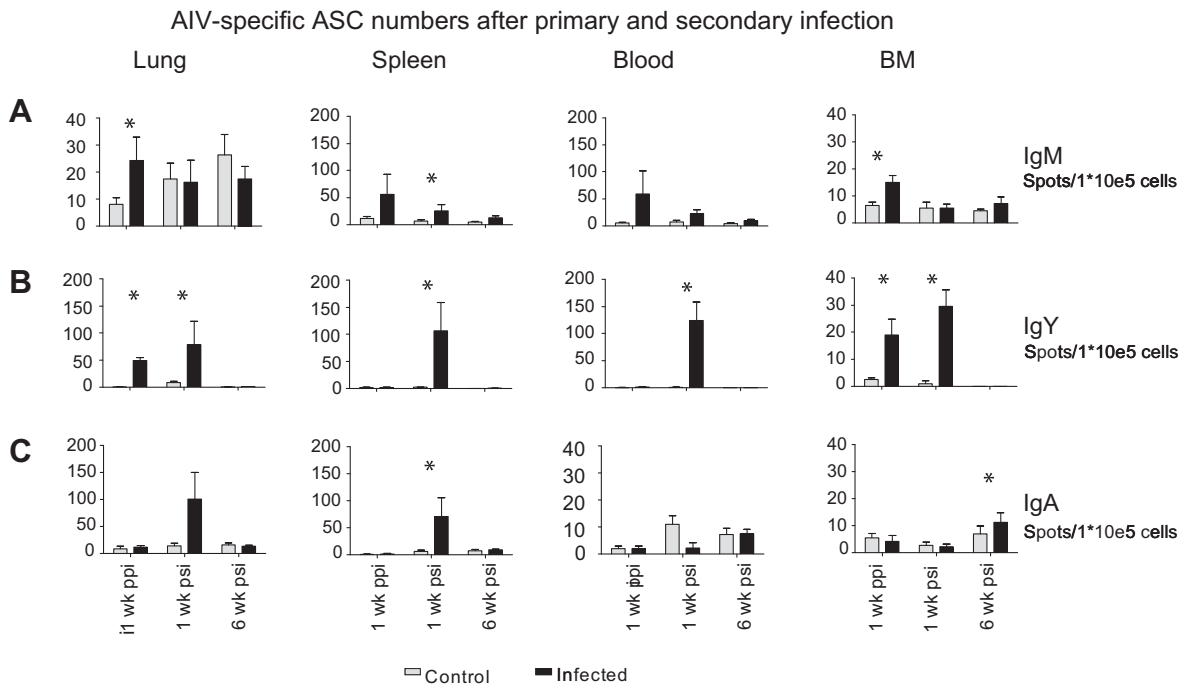 AIV-specific ASC numbers after primary and secondary infection
Lung Spleen Blood BM
A
40
30
20
10
0
*
200
150
100
50
0
*
200
150
100
50
0
40
30
20
10
0
*
IgM
Spots/1*10e5 cells
B
200
150
100
50
0
* *
200
150
100
50
0
*
200
150
100
50
0
*
40
30
20
10
0
* *
IgY
Spots/1*10e5 cells
C
200
150
100
50
0
200
150
100
50
0
*
40
30
20
10
0
40
30
20
10
0
*
IgA
Spots/1*10e5 cells
i1 wk ppi
1 wk psi
6 wk psi
1 wk ppi
1 wk psi
6 wk psi
1 wk ppi
1 wk psi
6 wk psi
1 wk ppi
1 wk psi
6 wk psi
Control Infected